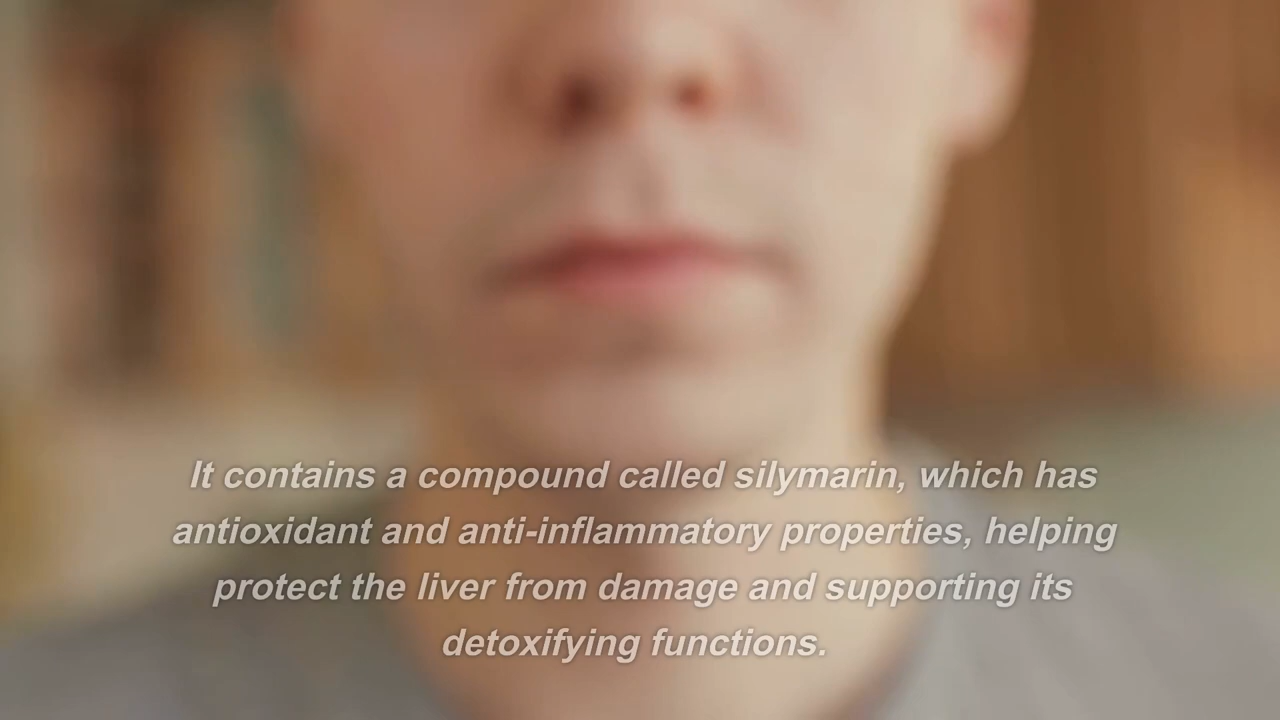 It contains a compound called silymarin, which has
antioxidant and anti-inflammatory properties, helping
protect the liver from damage and supporting its
detoxifying functions.